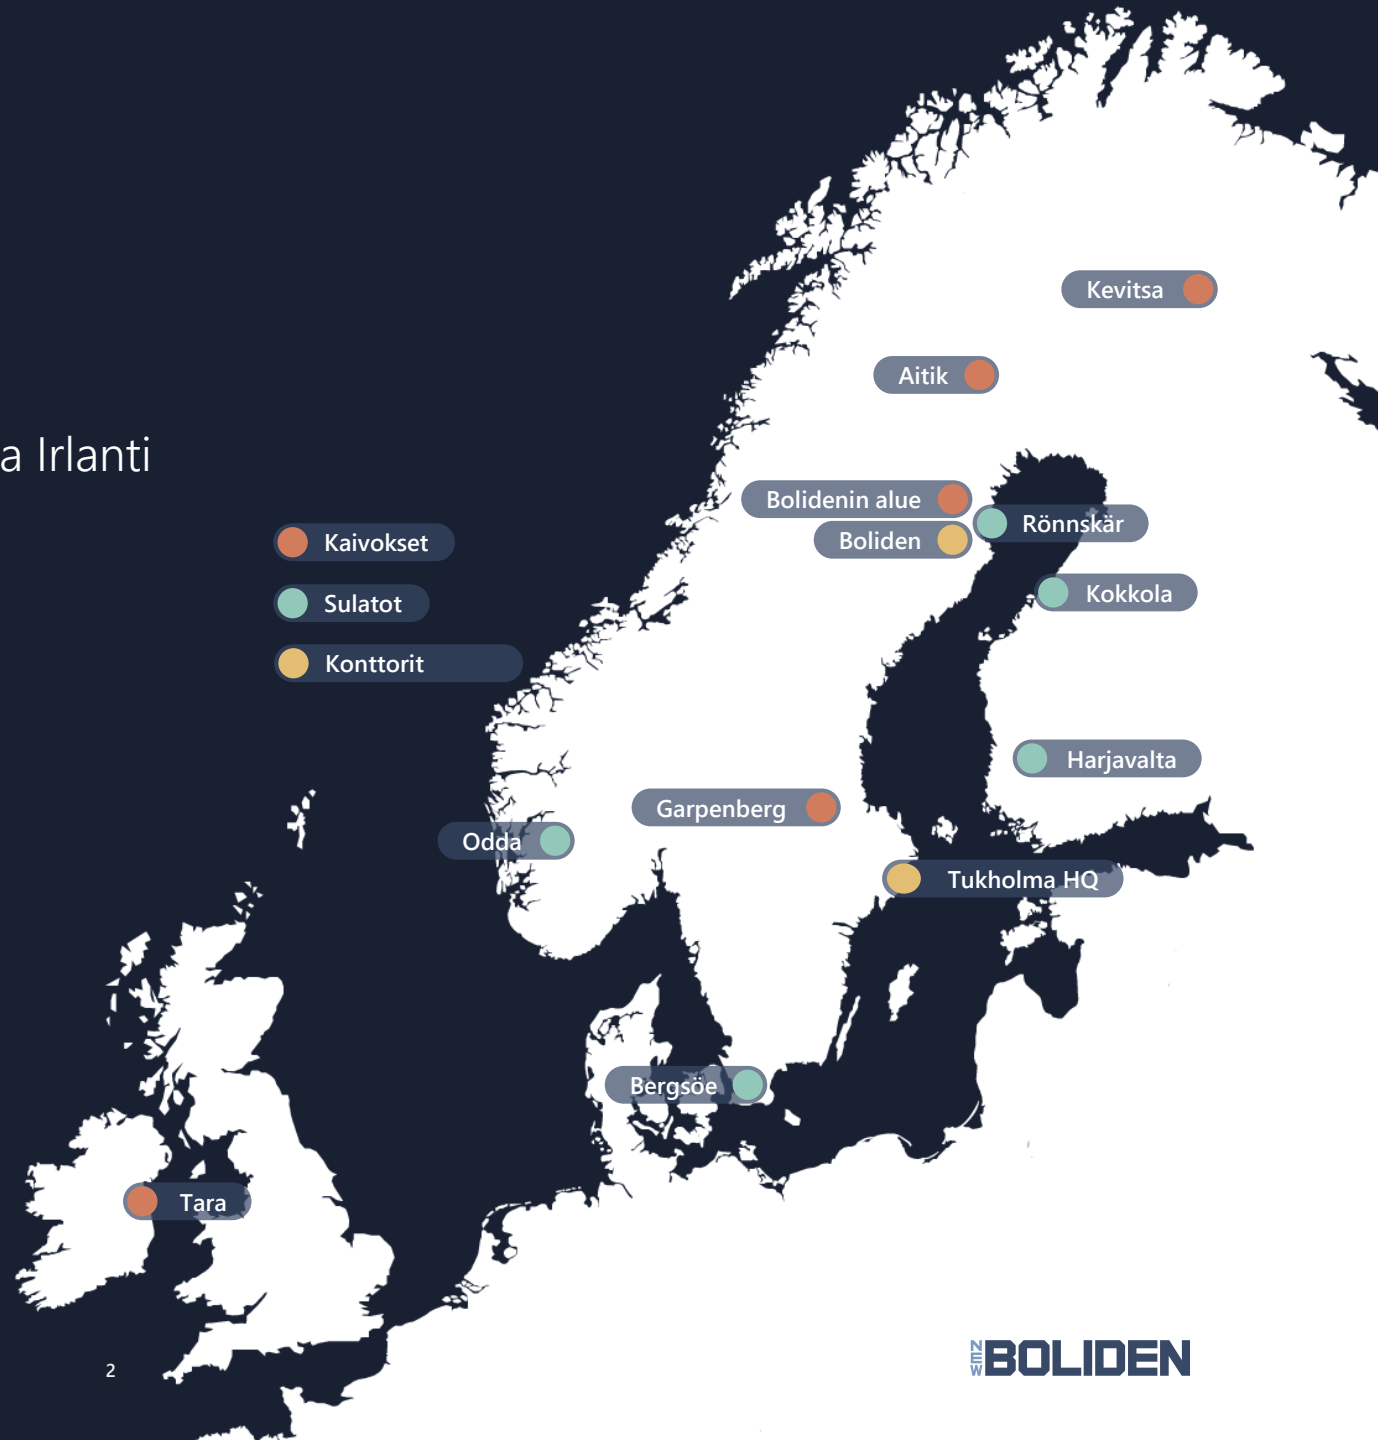 Kevitsa
Aitik
a Irlanti
Bolidenin alue
Rönnskär
Boliden
Kaivokset
Kokkola
Sulatot
Konttorit
Harjavalta
Garpenberg
Odda
Tukholma HQ
Bergsöe
Tara
NEW BOLIDEN
2